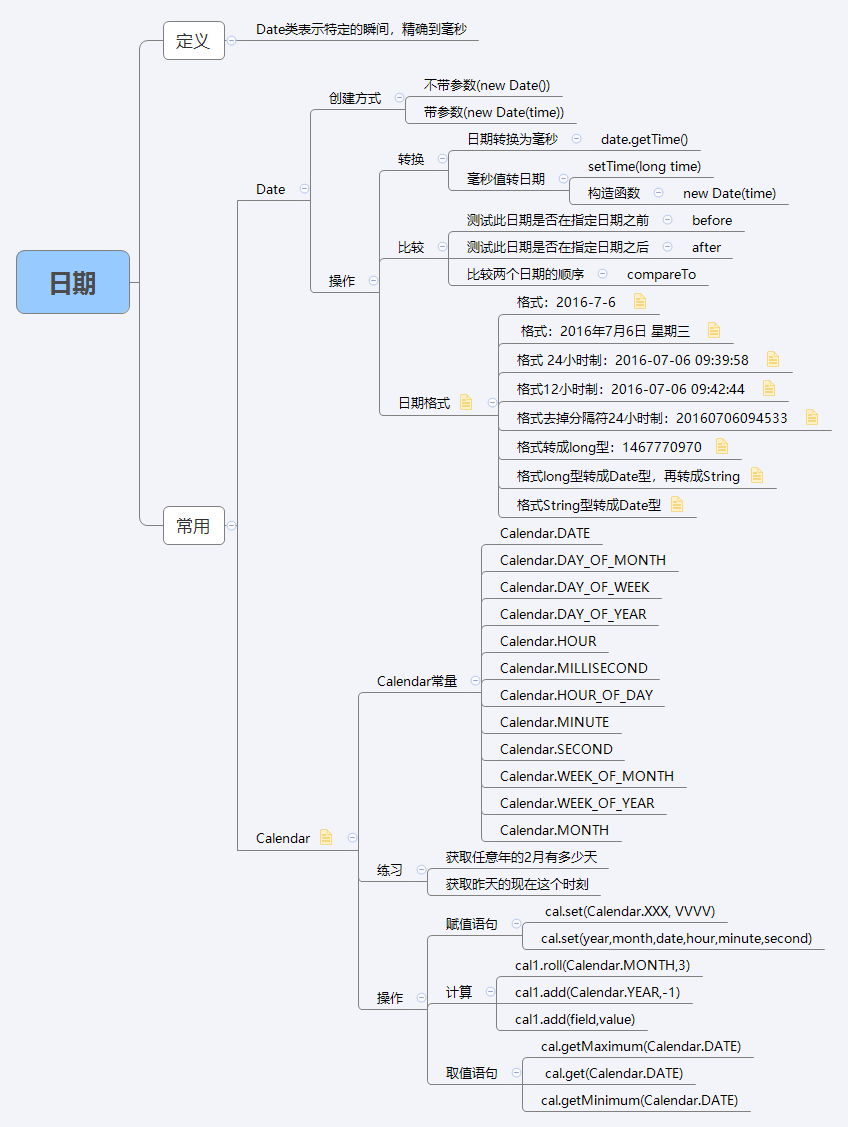 日期
定义
Date类表示特定的瞬间，精确到毫秒
常用
Date
创建方式
不带参数(new Date())
带参数(new Date(time))
操作
转换
日期转换为毫秒
date.getTime()
毫秒值转日期
setTime(long time)
构造函数
new Date(time)
比较
测试此日期是否在指定日期之前
before
测试此日期是否在指定日期之后
after
比较两个日期的顺序
compareTo
日期格式
格式：2016-7-6
格式：2016年7月6日 星期三
格式 24小时制：2016-07-06 09:39:58
格式12小时制：2016-07-06 09:42:44
格式去掉分隔符24小时制：20160706094533
格式转成long型：1467770970
格式long型转成Date型，再转成String
格式String型转成Date型
Calendar
Calendar常量
Calendar.DATE
Calendar.DAY_OF_MONTH
Calendar.DAY_OF_WEEK
Calendar.DAY_OF_YEAR
Calendar.HOUR
Calendar.MILLISECOND
Calendar.HOUR_OF_DAY
Calendar.MINUTE
Calendar.SECOND
Calendar.WEEK_OF_MONTH
Calendar.WEEK_OF_YEAR
Calendar.MONTH
练习
获取任意年的2月有多少天
获取昨天的现在这个时刻
操作
赋值语句
cal.set(Calendar.XXX, VVVV)
cal.set(year,month,date,hour,minute,second)
计算
cal1.roll(Calendar.MONTH,3)
cal1.add(Calendar.YEAR,-1)
cal1.add(field,value)
取值语句
cal.getMaximum(Calendar.DATE)
cal.get(Calendar.DATE)
cal.getMinimum(Calendar.DATE)